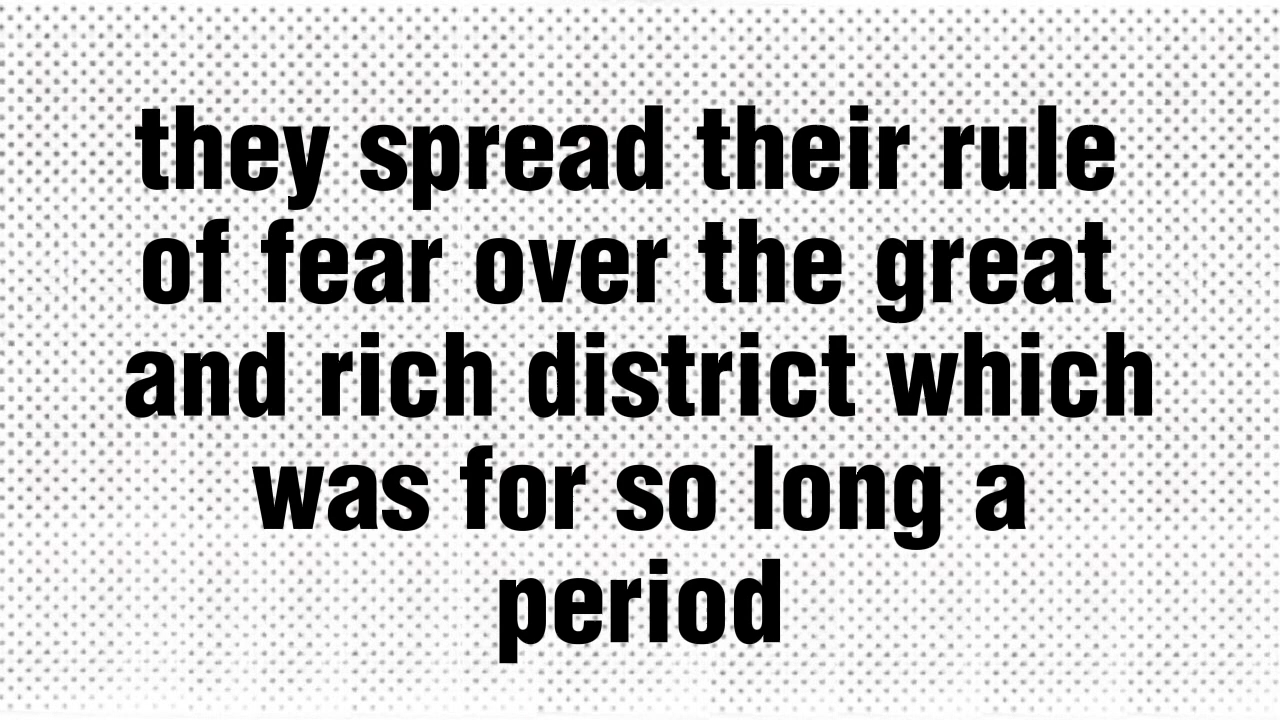 they spread their rule
of fear over the great
and rich district which
was for so long a
period